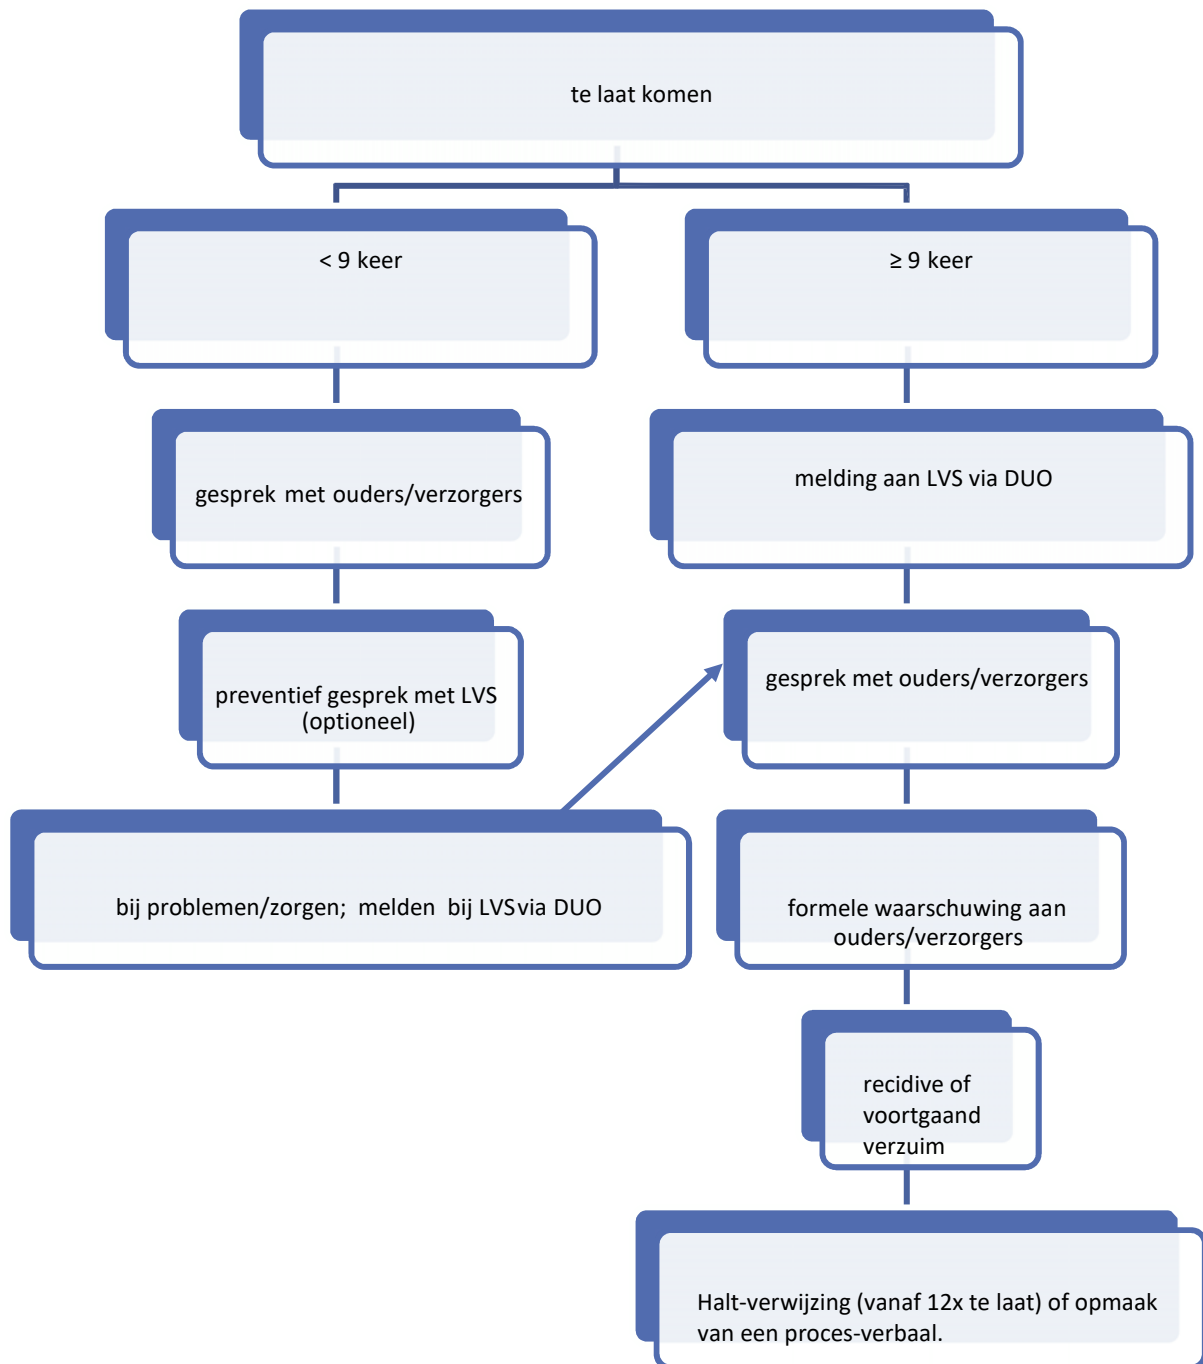 te laat komen
< 9 keer
≥ 9 keer
gesprek met ouders/verzorgers
melding aan LVS via DUO
preventief gesprek met LVS
(optioneel)
gesprek met ouders/verzorgers
bij problemen/zorgen; melden bij LVS via DUO
formele waarschuwing aan
ouders/verzorgers
recidive of
voortgaand
verzuim
Halt-verwijzing (vanaf 12x te laat) of opmaak
van een proces-verbaal.